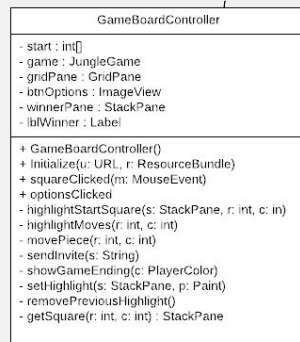 GameBoardController
- start : int[]
- game : JungleGame
- gridPane : GridPane
- btnOptions : ImageView
- winnerPane : StackPane
- lblWinner : Label
+ GameBoardController()
+ Initialize(u: URL, r: ResourceBundle)
+ squareClicked(m: MouseEvent)
+ optionsClicked
- highlightStartSquare(s: StackPane, r: int, c: in)
- highlightMoves(r: int, c: int)
- movePiece(r: int, c: int)
- sendInvite(s: String)
- showGameEnding(c: PlayerColor)
- setHighlight(s: StackPane, p: Paint)
- removePreviousHighlight()
- getSquare(r: int, c: int) : StackPane